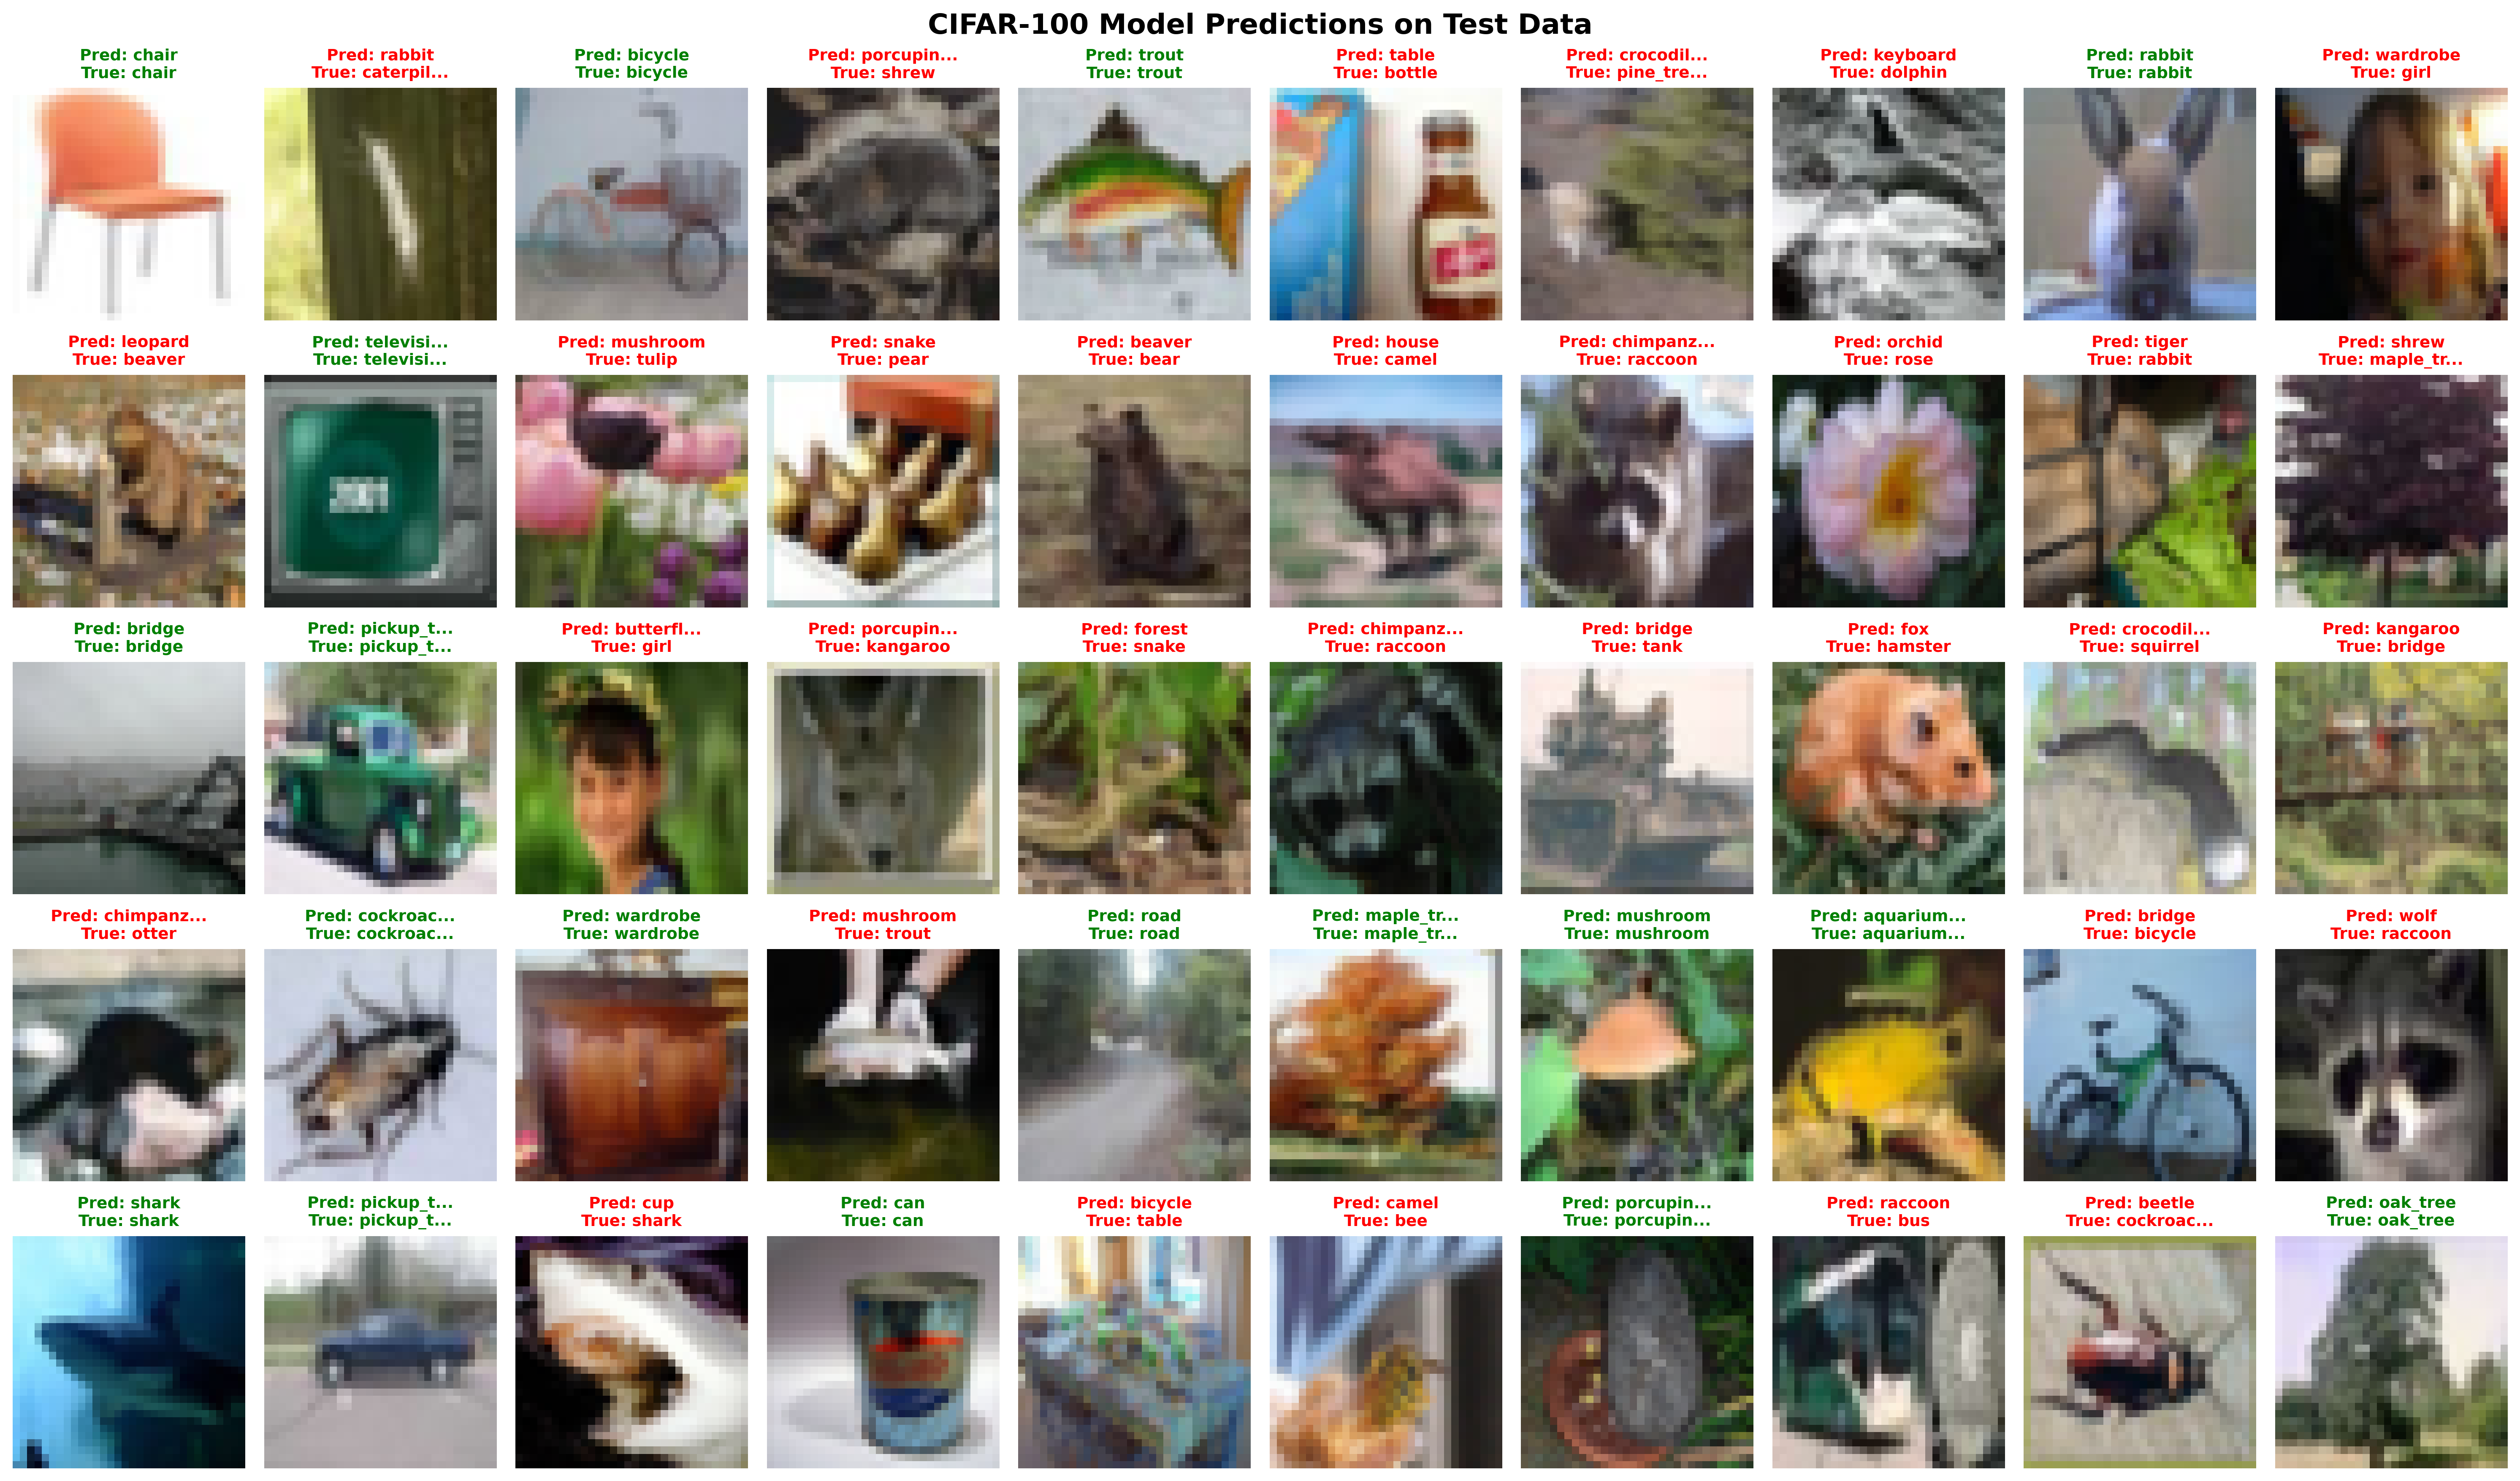 CIFAR-100 Model Predictions on Test Data
Pred: chair
True: chair
Pred: rabbit
True: caterpil...
Pred: bicycle
True: bicycle
Pred: porcupin...
True: shrew
Pred: trout
True: trout
Pred: table
True: bottle
Pred: crocodil...
True: pine_tre...
Pred: keyboard
True: dolphin
Pred: rabbit
True: rabbit
Pred: wardrobe
True: girl
Pred: leopard
True: beaver
Pred: televisi...
True: televisi...
Pred: mushroom
True: tulip
Pred: snake
True: pear
Pred: beaver
True: bear
Pred: house
True: camel
Pred: chimpanz...
True: raccoon
Pred: orchid
True: rose
Pred: tiger
True: rabbit
Pred: shrew
True: maple_tr...
Pred: bridge
True: bridge
Pred: pickup_t...
True: pickup_t...
Pred: butterfl...
True: girl
Pred: porcupin...
True: kangaroo
Pred: forest
True: snake
Pred: chimpanz...
True: raccoon
Pred: bridge
True: tank
Pred: fox
True: hamster
Pred: crocodil...
True: squirrel
Pred: kangaroo
True: bridge
Pred: chimpanz...
True: otter
Pred: cockroac...
True: cockroac...
Pred: wardrobe
True: wardrobe
Pred: mushroom
True: trout
Pred: road
True: road
Pred: maple_tr...
True: maple_tr...
Pred: mushroom
True: mushroom
Pred: aquarium...
True: aquarium...
Pred: bridge
True: bicycle
Pred: wolf
True: raccoon
Pred: shark
True: shark
Pred: pickup_t...
True: pickup_t...
Pred: cup
True: shark
Pred: can
True: can
Pred: bicycle
True: table
Pred: camel
True: bee
Pred: porcupin...
True: porcupin...
Pred: raccoon
True: bus
Pred: beetle
True: cockroac...
Pred: oak_tree
True: oak_tree